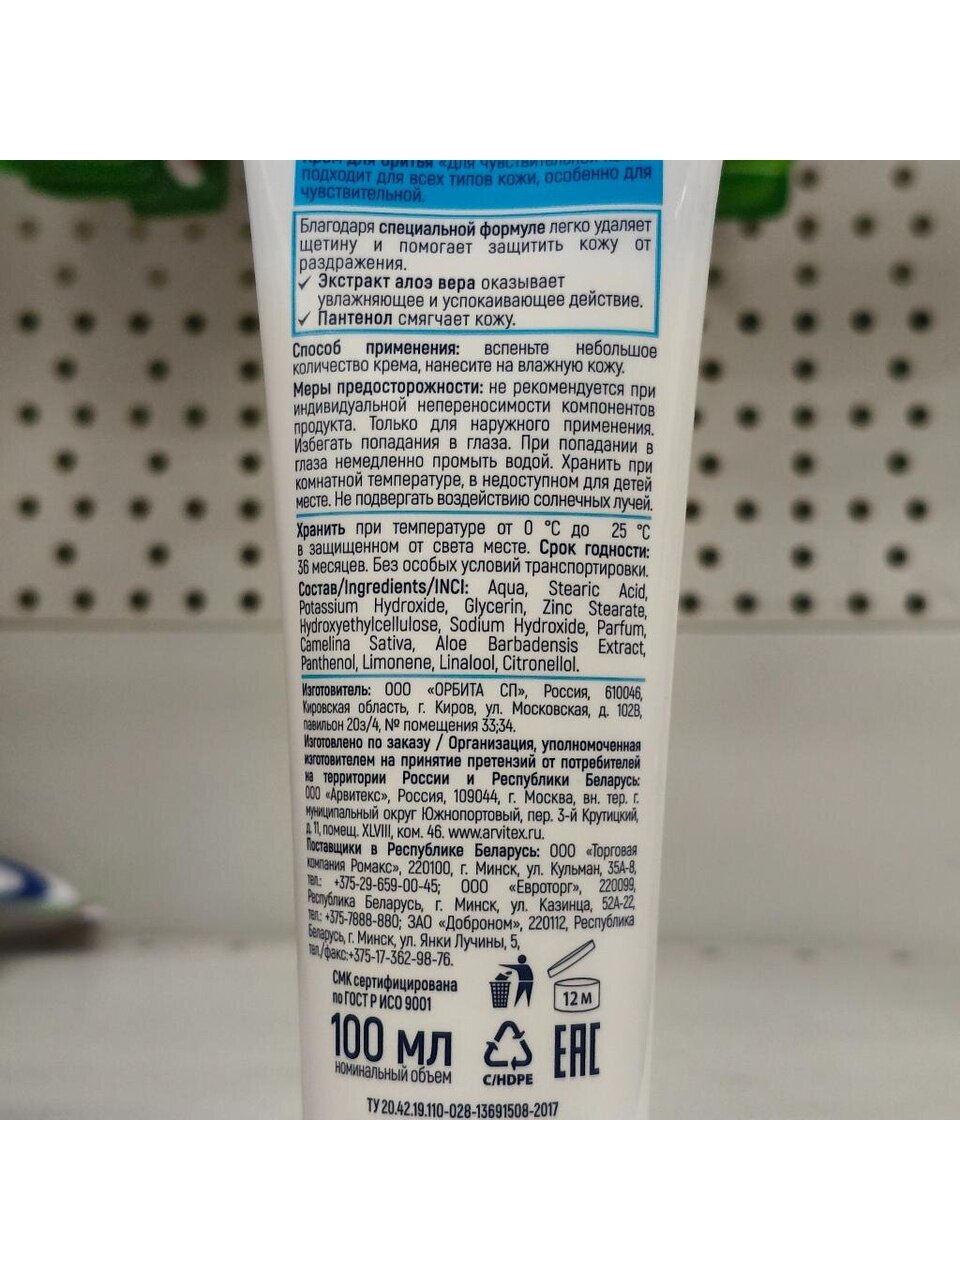 Крем для бритья «Для чувствительной
подходит для всех типов кожи, особенно для
чувствительной.
Благодаря специальной формуле легко удаляет
щетину и помогает защитить кожу от
раздражения.
✓ Экстракт алоэ вера оказывает
увлажняющее и успокаивающее действие.
✓ Пантенол смягчает кожу.
Способ применения: вспеньте небольшое
количество крема, нанесите на влажную кожу.
Меры предосторожности: не рекомендуется при
индивидуальной непереносимости компонентов
продукта. Только для наружного применения.
Избегать попадания в глаза. При попадании в
глаза немедленно промыть водой. Хранить при
комнатной температуре, в недоступном для детей
месте. Не подвергать воздействию солнечных лучей.
Хранить при температуре от 0 °C до 25 °C
в защищенном от света месте. Срок годности:
36 месяцев. Без особых условий транспортировки.
Состав/Ingredients/INCI: Aqua, Stearic Acid,
Potassium Hydroxide, Glycerin, Zinc Stearate,
Hydroxyethylcellulose, Sodium Hydroxide, Parfum,
Camelina Sativa, Aloe Barbadensis Extract,
Panthenol, Limonene, Linalool, Citronellol.
Изготовитель: ООО «ОРБИТА СП», Россия, 610046,
Кировская область, г. Киров, ул. Московская, д. 102В,
павильон 20з/4, № помещения 33;34.
Изготовлено по заказу / Организация, уполномоченная
изготовителем на принятие претензий от потребителей
на территории России и Республики Беларусь:
ООО «Арвитекс», Россия, 109044, г. Москва, вн. тер. г.
муниципальный округ Южнопортовый, пер. 3-й Крутицкий,
д. 11, помещ. XLVIII, ком. 46. www.arvitex.ru.
Поставщики в Республике Беларусь: ООО «Торговая
компания Ромакс», 220100, г. Минск, ул. Кульман, 35А-8,
тел.: +375-29-659-00-45; ООО «Евроторг», 220099,
Республика Беларусь, г. Минск, ул. Казинца, 52А-22,
тел.: +375-7888-880; ЗАО «Доброном», 220112, Республика
Беларусь, г. Минск, ул. Янки Лучины, 5,
тел./факс:+375-17-362-98-76.
СМК сертифицирована
по ГОСТ Р ИСО 9001
12 М
100 мл
номинальный объем
C/HDPE
EAC
ТУ 20.42.19.110-028-13691508-2017